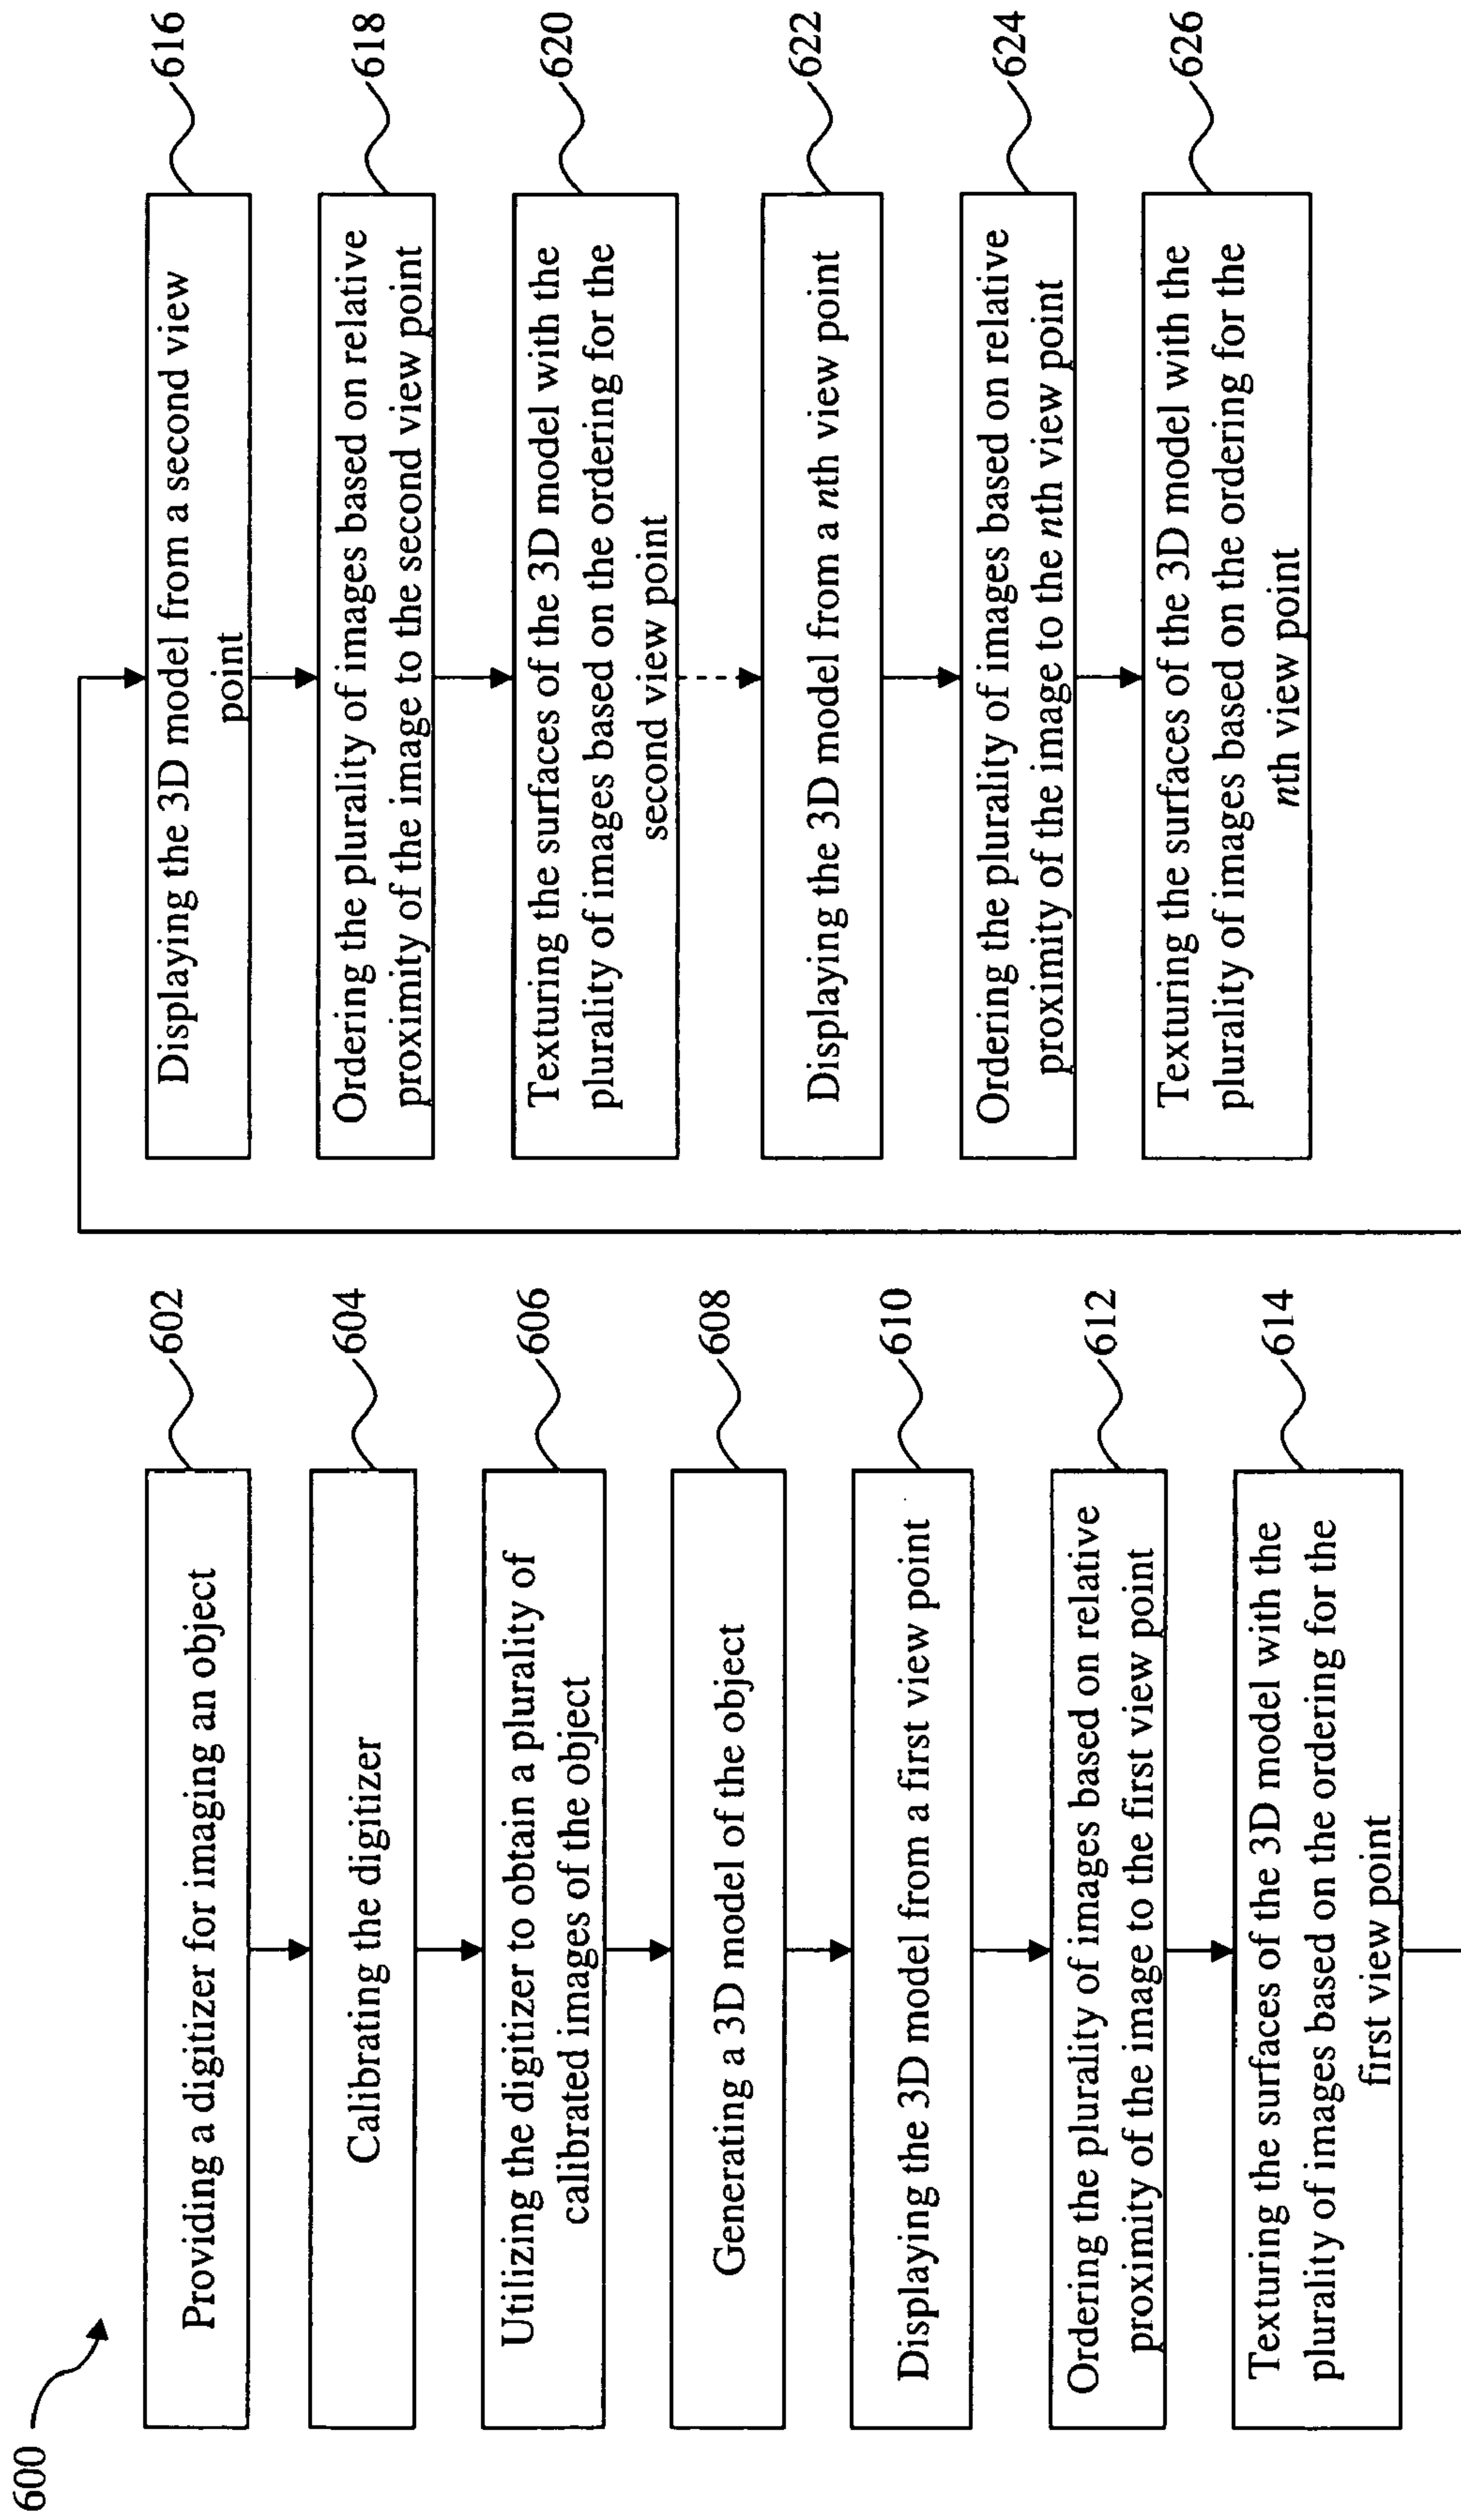 600
Providing a digitizer for imaging an object
602
Calibrating the digitizer
604
Utilizing the digitizer to obtain a plurality of
calibrated images of the object
606
Generating a 3D model of the object
608
Displaying the 3D model from a first view point
610
Ordering the plurality of images based on relative
proximity of the image to the first view point
612
Texturing the surfaces of the 3D model with the
plurality of images based on the ordering for the
first view point
614
Displaying the 3D model from a second view
point
616
Ordering the plurality of images based on relative
proximity of the image to the second view point
618
Texturing the surfaces of the 3D model with the
plurality of images based on the ordering for the
second view point
620
Displaying the 3D model from a nth view point
622
Ordering the plurality of images based on relative
proximity of the image to the nth view point
624
Texturing the surfaces of the 3D model with the
plurality of images based on the ordering for the
nth view point
626